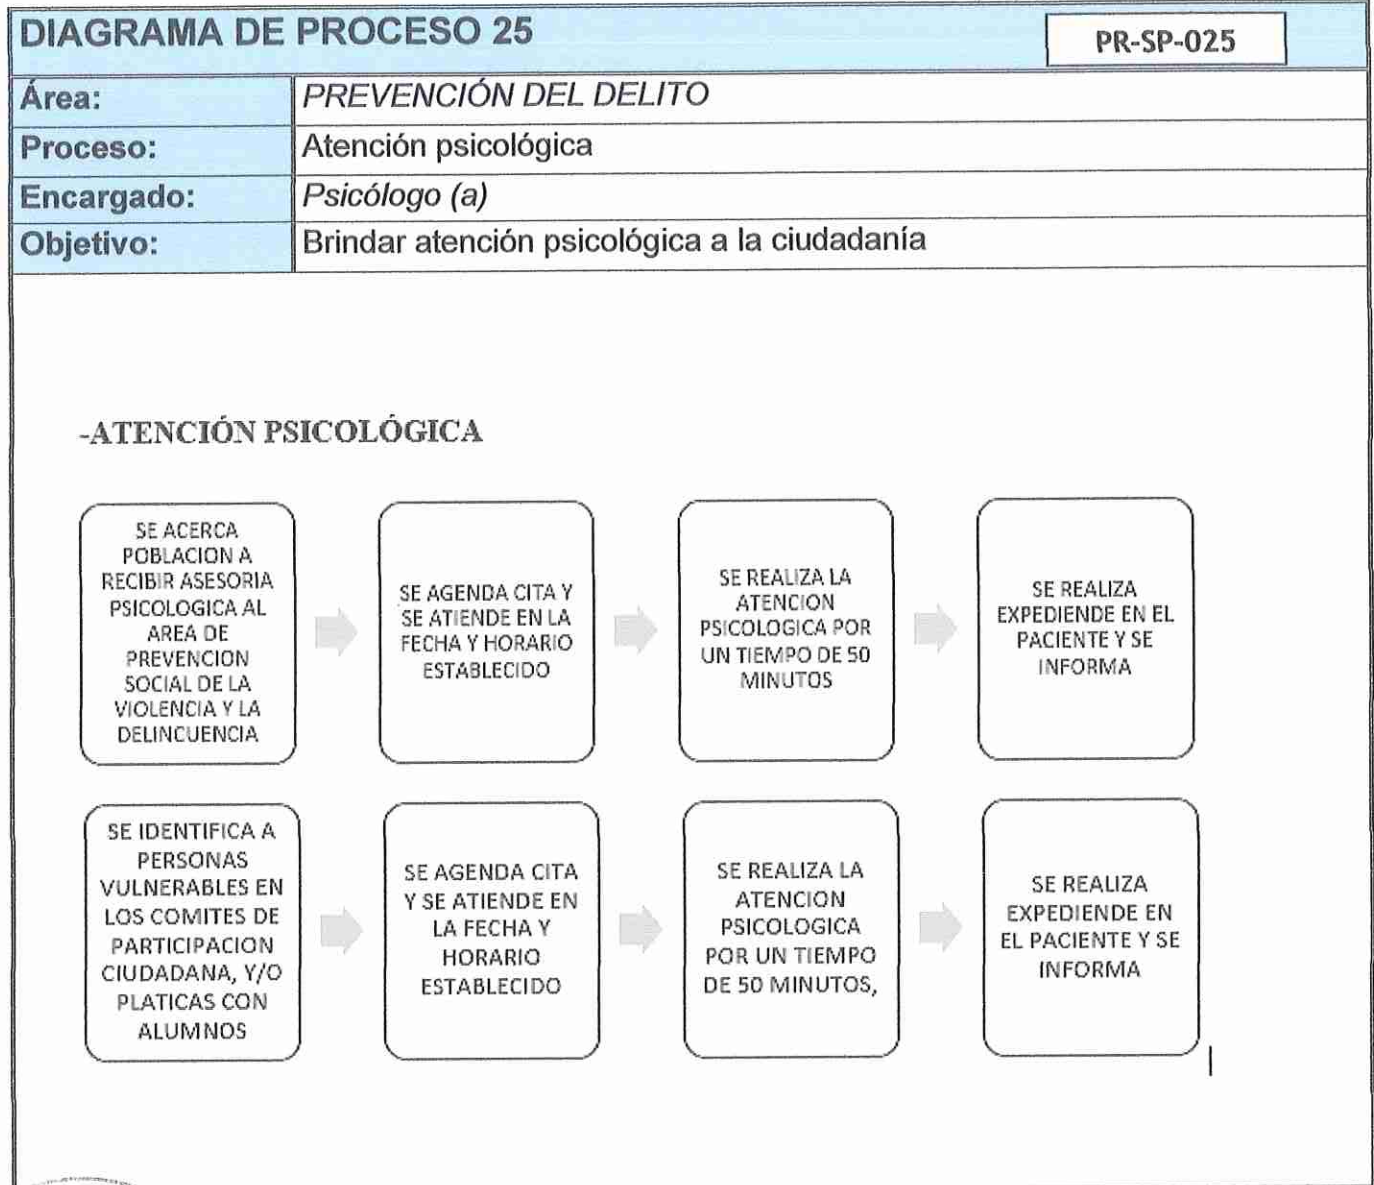 DIAGRAMA DE PROCESO 25
PR-SP-025
Área: PREVENCIÓN DEL DELITO
Proceso: Atención psicológica
Encargado: Psicólogo (a)
Objetivo: Brindar atención psicológica a la ciudadanía
-ATENCIÓN PSICOLÓGICA
SE ACERCA
POBLACION A
RECIBIR ASESORIA
PSICOLOGICA AL
AREA DE
PREVENCION
SOCIAL DE LA
VIOLENCIA Y LA
DELINCUENCIA
SE AGENDA CITA Y
SE ATIENDE EN LA
FECHA Y HORARIO
ESTABLECIDO
SE REALIZA LA
ATENCION
PSICOLOGICA POR
UN TIEMPO DE 50
MINUTOS
SE REALIZA
EXPEDIENDE EN EL
PACIENTE Y SE
INFORMA
SE IDENTIFICA A
PERSONAS
VULNERABLES EN
LOS COMITES DE
PARTICIPACION
CIUDADANA, Y/O
PLATICAS CON
ALUMNOS
SE AGENDA CITA
Y SE ATIENDE EN
LA FECHA Y
HORARIO
ESTABLECIDO
SE REALIZA LA
ATENCION
PSICOLOGICA
POR UN TIEMPO
DE 50 MINUTOS,
SE REALIZA
EXPEDIENDE EN
EL PACIENTE Y SE
INFORMA